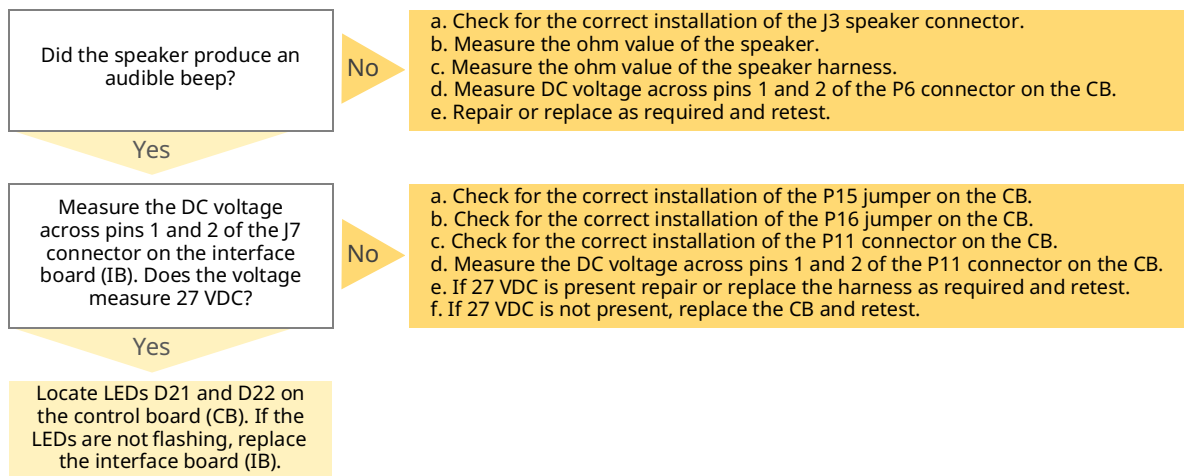 Did the speaker produce an
audible beep?
No
a. Check for the correct installation of the J3 speaker connector.
b. Measure the ohm value of the speaker.
c. Measure the ohm value of the speaker harness.
d. Measure DC voltage across pins 1 and 2 of the P6 connector on the CB.
e. Repair or replace as required and retest.
Yes
Measure the DC voltage
across pins 1 and 2 of the J7
connector on the interface
board (IB). Does the voltage
measure 27 VDC?
No
a. Check for the correct installation of the P15 jumper on the CB.
b. Check for the correct installation of the P16 jumper on the CB.
c. Check for the correct installation of the P11 connector on the CB.
d. Measure the DC voltage across pins 1 and 2 of the P11 connector on the CB.
e. If 27 VDC is present repair or replace the harness as required and retest.
f. If 27 VDC is not present, replace the CB and retest.
Yes
Locate LEDs D21 and D22 on
the control board (CB). If the
LEDs are not flashing, replace
the interface board (IB).